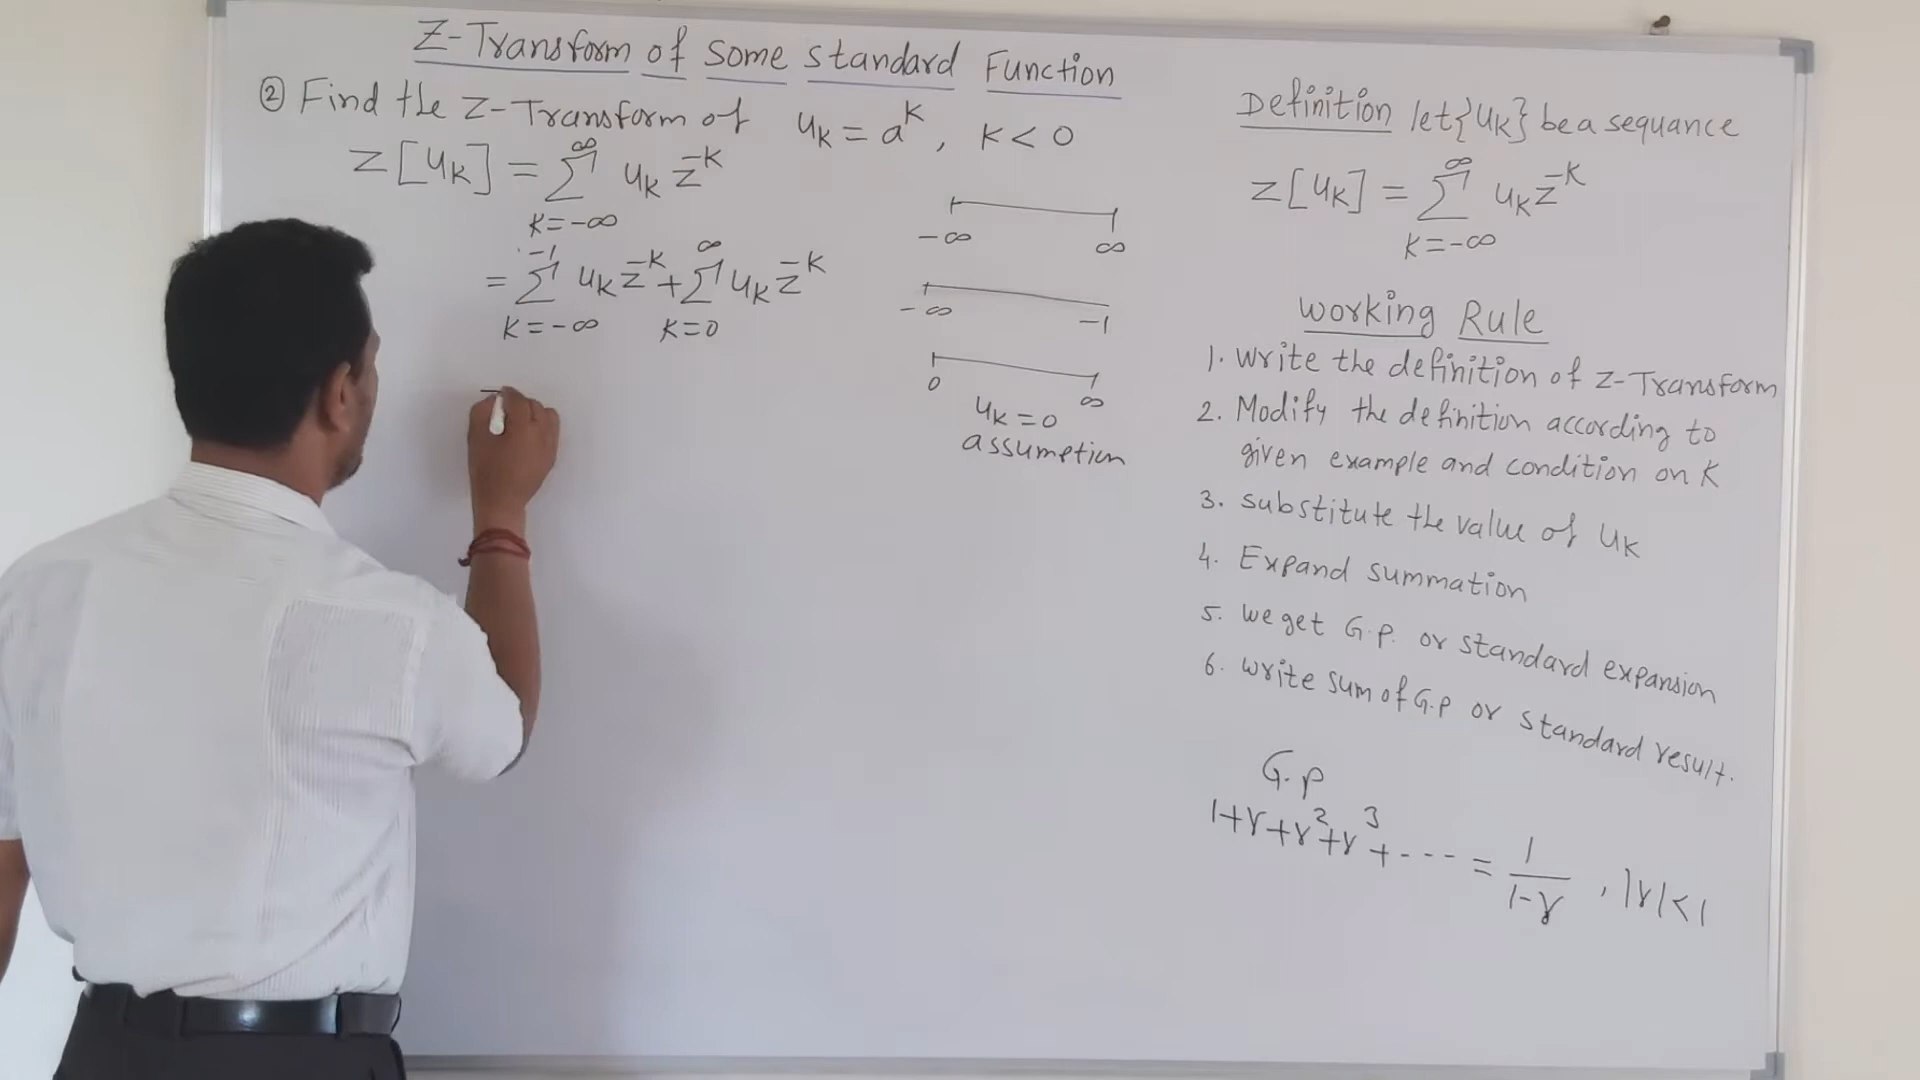 Z-Transform of Some Standard Function
② Find the Z-Transform of u_K = a^K, K < 0
Z[u_K] = ∑_{K=-∞}^{∞} u_K z^{-K}
= ∑_{K=-∞}^{-1} u_K z^{-K} + ∑_{K=0}^{∞} u_K z^{-K}
-∞ ∞
-∞ -1
0 ∞
u_K = 0
assumption
Definition let {u_K} be a sequance
Z[u_K] = ∑_{K=-∞}^{∞} u_K z^{-K}
Working Rule
1. Write the definition of Z-Transform
2. Modify the definition according to
given example and condition on K
3. Substitute the value of u_K
4. Expand summation
5. We get G.P. or standard expansion
6. Write sum of G.P or standard result.
G.P
1+r+r^2+r^3+---- = 1/(1-r), |r|<1